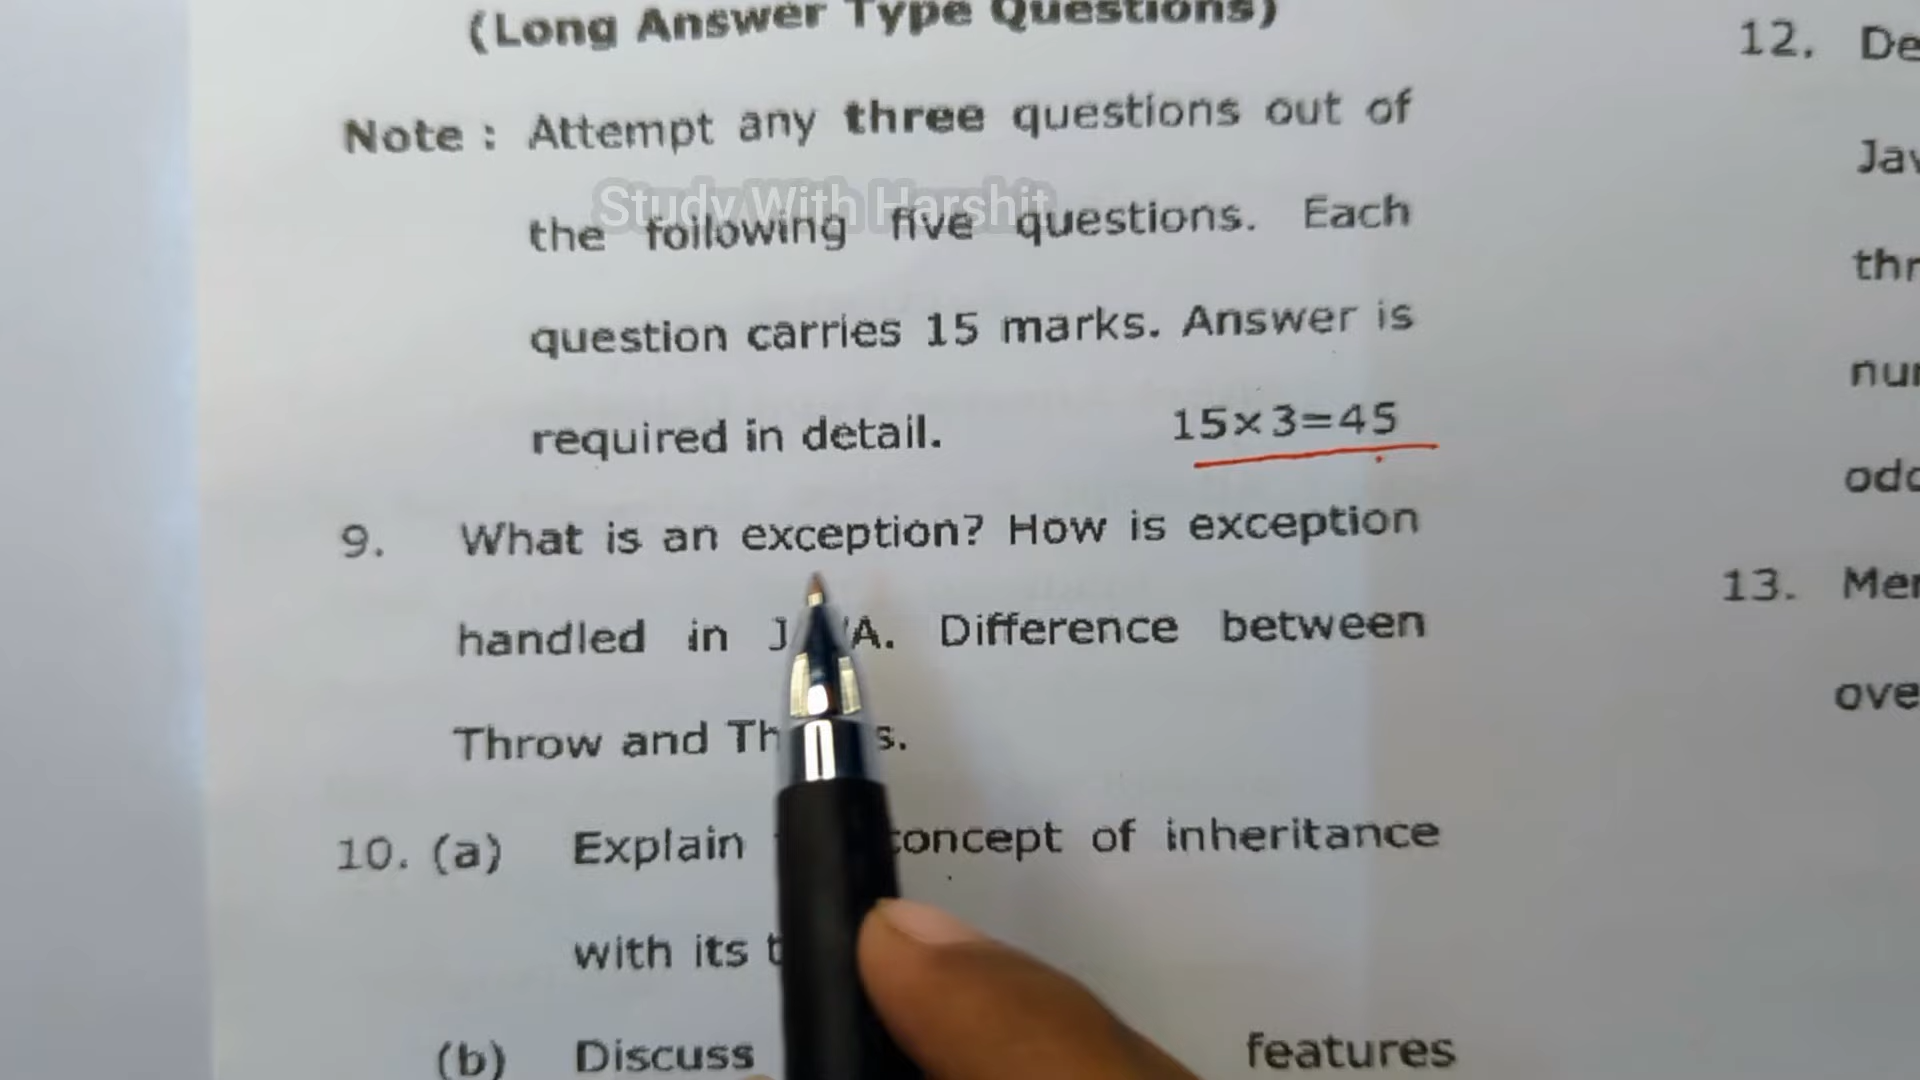 (Long Answer Type Questions)
Note : Attempt any three questions out of
Study With Harshit
the following five questions. Each
question carries 15 marks. Answer is
required in detail. 15×3=45
9. What is an exception? How is exception
handled in A. Difference between
Throw and
10. (a) Explain concept of inheritance
with its
(b) Discuss features
12. De
Jav
thr
nur
odd
13. Mer
ove